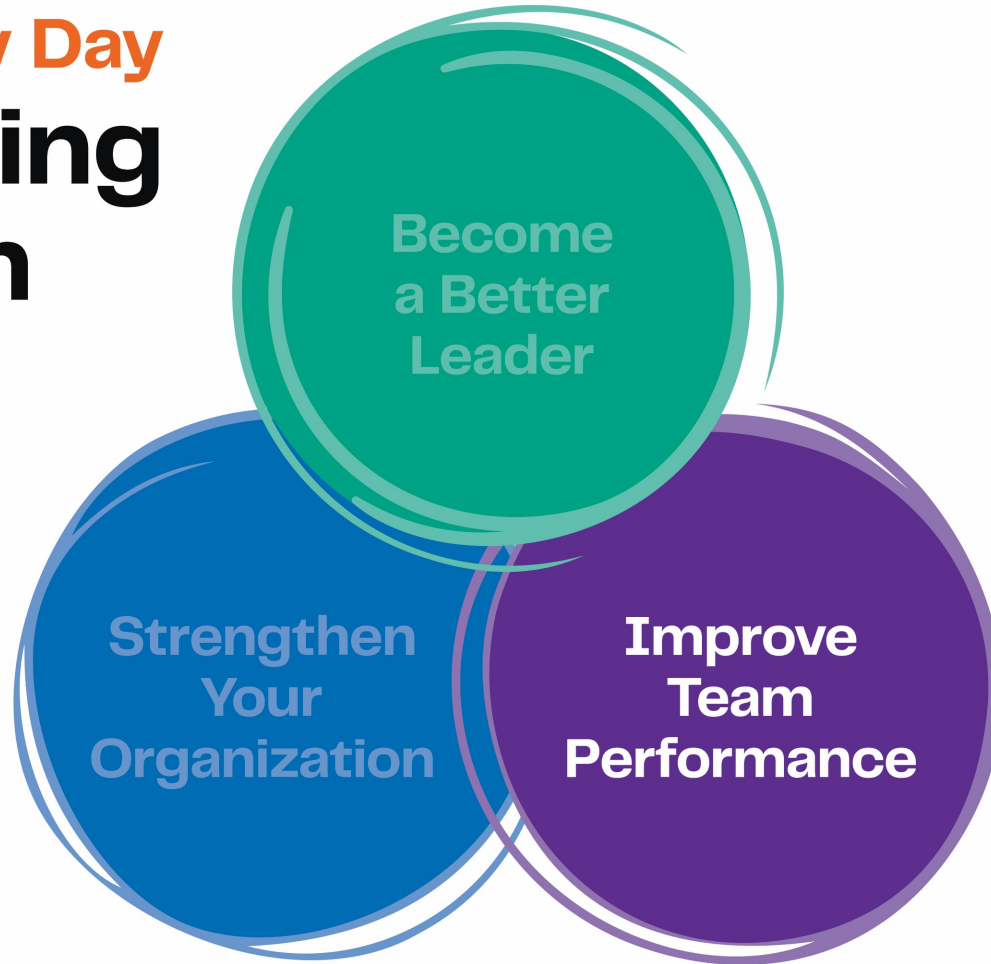 y Day
ing
n
Become
a Better
Leader
Strengthen
Your
Organization
Improve
Team
Performance